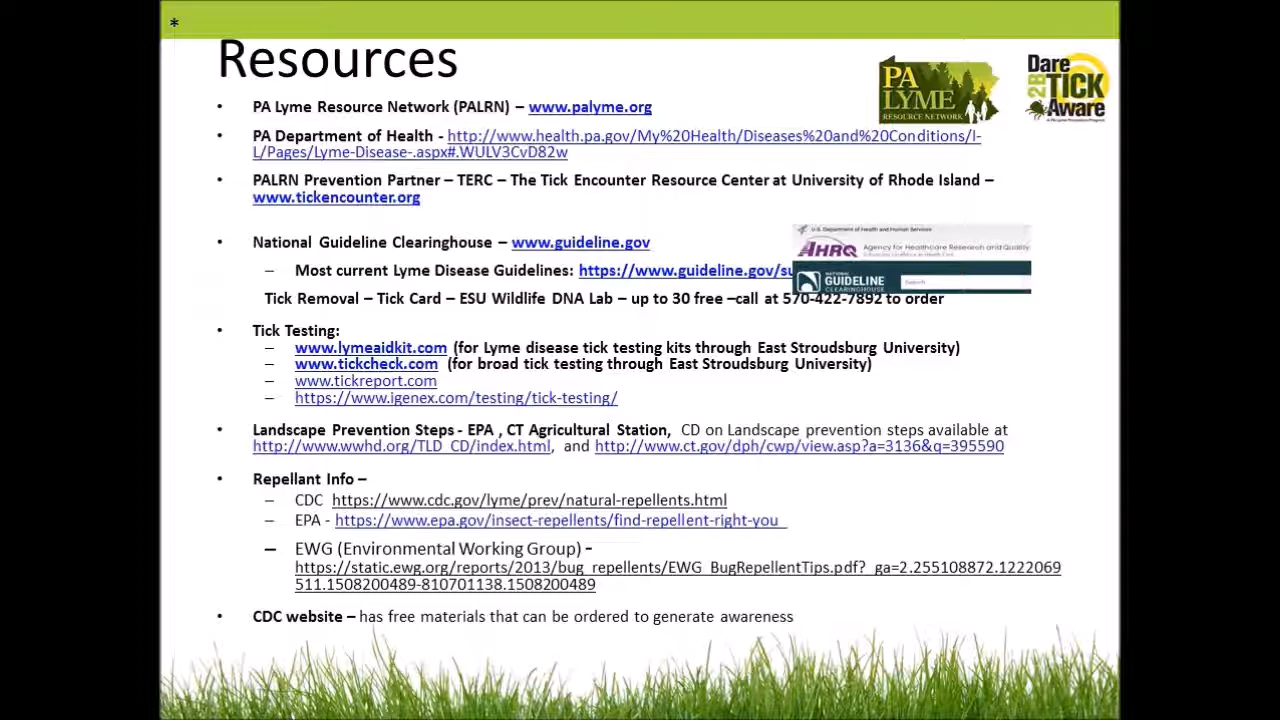 *
Resources
PA
LYME
RESOURCE NETWORK
Dare
2B
TICK
Aware
• PA Lyme Resource Network (PALRN) – www.palyme.org
• PA Department of Health - http://www.health.pa.gov/My%20Health/Diseases%20and%20Conditions/I-
L/Pages/Lyme-Disease-.aspx#.WULV3CvD82w
• PALRN Prevention Partner – TERC – The Tick Encounter Resource Center at University of Rhode Island –
www.tickencounter.org
• National Guideline Clearinghouse – www.guideline.gov
U.S. Department of Health and Human Services
AHRQ Agency for Healthcare Research and Quality
NATIONAL
GUIDELINE
CLEARINGHOUSE
Search
– Most current Lyme Disease Guidelines: https://www.guideline.gov/su
Tick Removal – Tick Card – ESU Wildlife DNA Lab – up to 30 free –call at 570-422-7892 to order
• Tick Testing:
– www.lymeaidkit.com (for Lyme disease tick testing kits through East Stroudsburg University)
– www.tickcheck.com (for broad tick testing through East Stroudsburg University)
– www.tickreport.com
– https://www.igenex.com/testing/tick-testing/
• Landscape Prevention Steps - EPA , CT Agricultural Station, CD on Landscape prevention steps available at
http://www.wwhd.org/TLD_CD/index.html, and http://www.ct.gov/dph/cwp/view.asp?a=3136&q=395590
• Repellant Info –
– CDC https://www.cdc.gov/lyme/prev/natural-repellents.html
– EPA - https://www.epa.gov/insect-repellents/find-repellent-right-you
– EWG (Environmental Working Group) -
https://static.ewg.org/reports/2013/bug_repellents/EWG_BugRepellentTips.pdf?_ga=2.255108872.1222069
511.1508200489-810701138.1508200489
• CDC website – has free materials that can be ordered to generate awareness